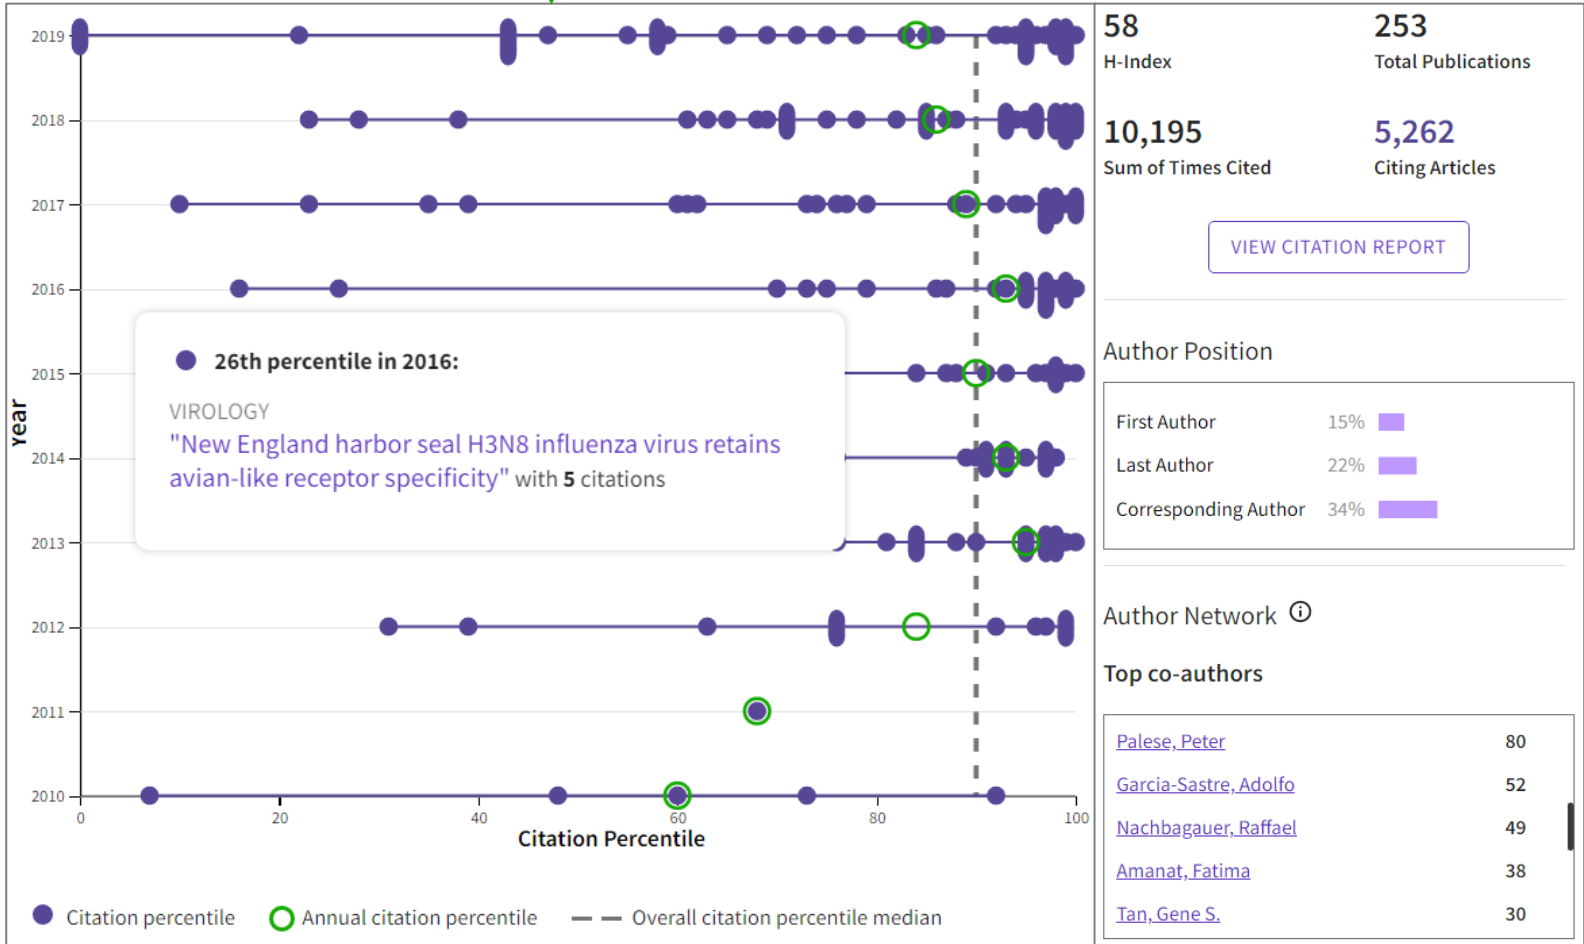 2019
2018
2017
2016
2015
2014
2013
2012
2011
2010
Year
0 20 40 60 80 100
Citation Percentile
26th percentile in 2016:
VIROLOGY
"New England harbor seal H3N8 influenza virus retains
avian-like receptor specificity" with 5 citations
Citation percentile Annual citation percentile Overall citation percentile median
58 253
H-Index Total Publications
10,195 5,262
Sum of Times Cited Citing Articles
VIEW CITATION REPORT
Author Position
First Author 15%
Last Author 22%
Corresponding Author 34%
Author Network
Top co-authors
Palese, Peter 80
Garcia-Sastre, Adolfo 52
Nachbagauer, Raffael 49
Amanat, Fatima 38
Tan, Gene S. 30